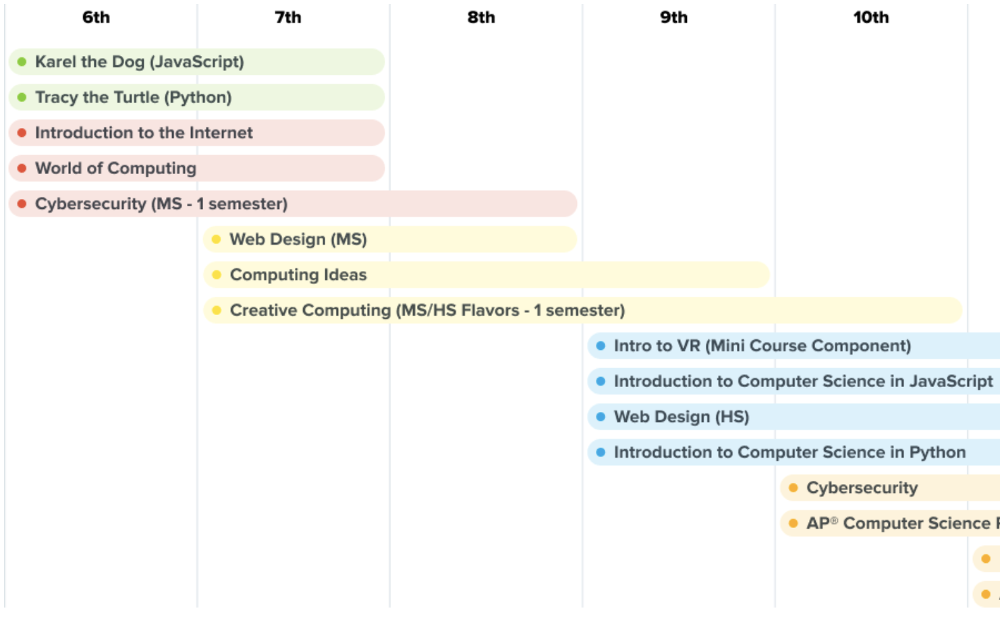 6th 7th 8th 9th 10th
Karel the Dog (JavaScript)
Tracy the Turtle (Python)
Introduction to the Internet
World of Computing
Cybersecurity (MS - 1 semester)
Web Design (MS)
Computing Ideas
Creative Computing (MS/HS Flavors - 1 semester)
Intro to VR (Mini Course Component)
Introduction to Computer Science in JavaScript
Web Design (HS)
Introduction to Computer Science in Python
Cybersecurity
AP® Computer Science